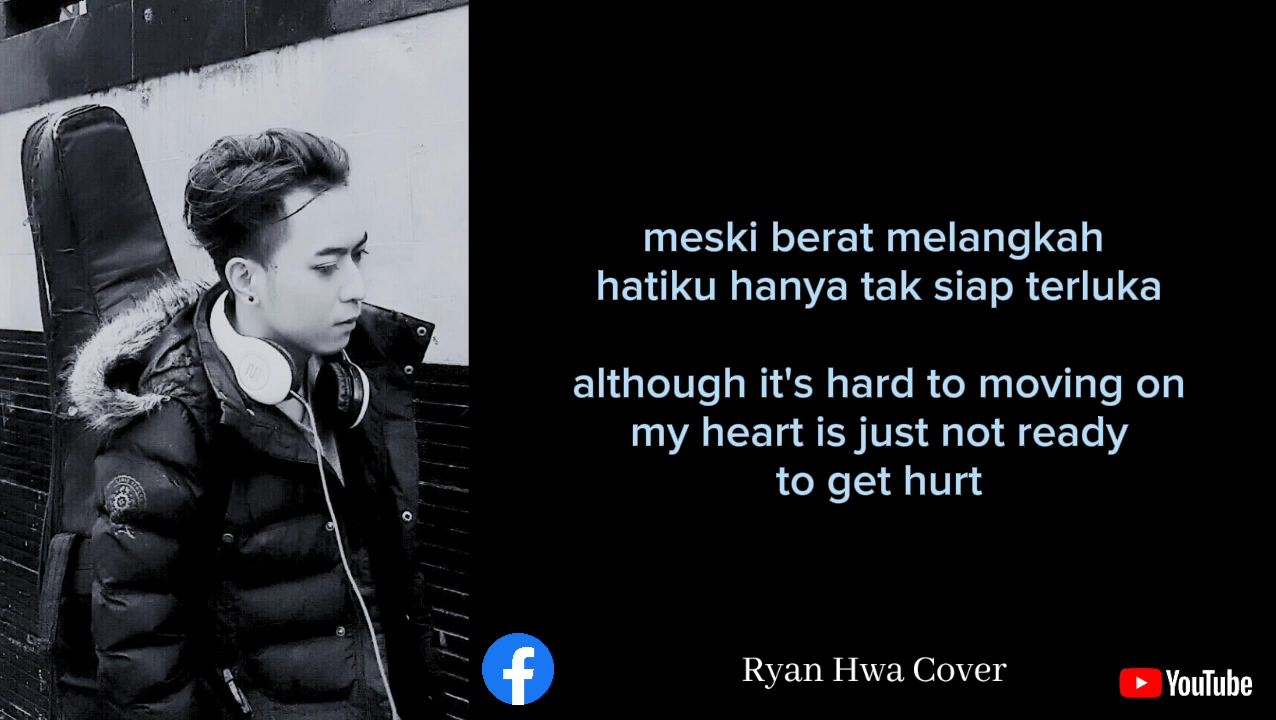 meski berat melangkah
hatiku hanya tak siap terluka
although it's hard to moving on
my heart is just not ready
to get hurt
Ryan Hwa Cover
YouTube